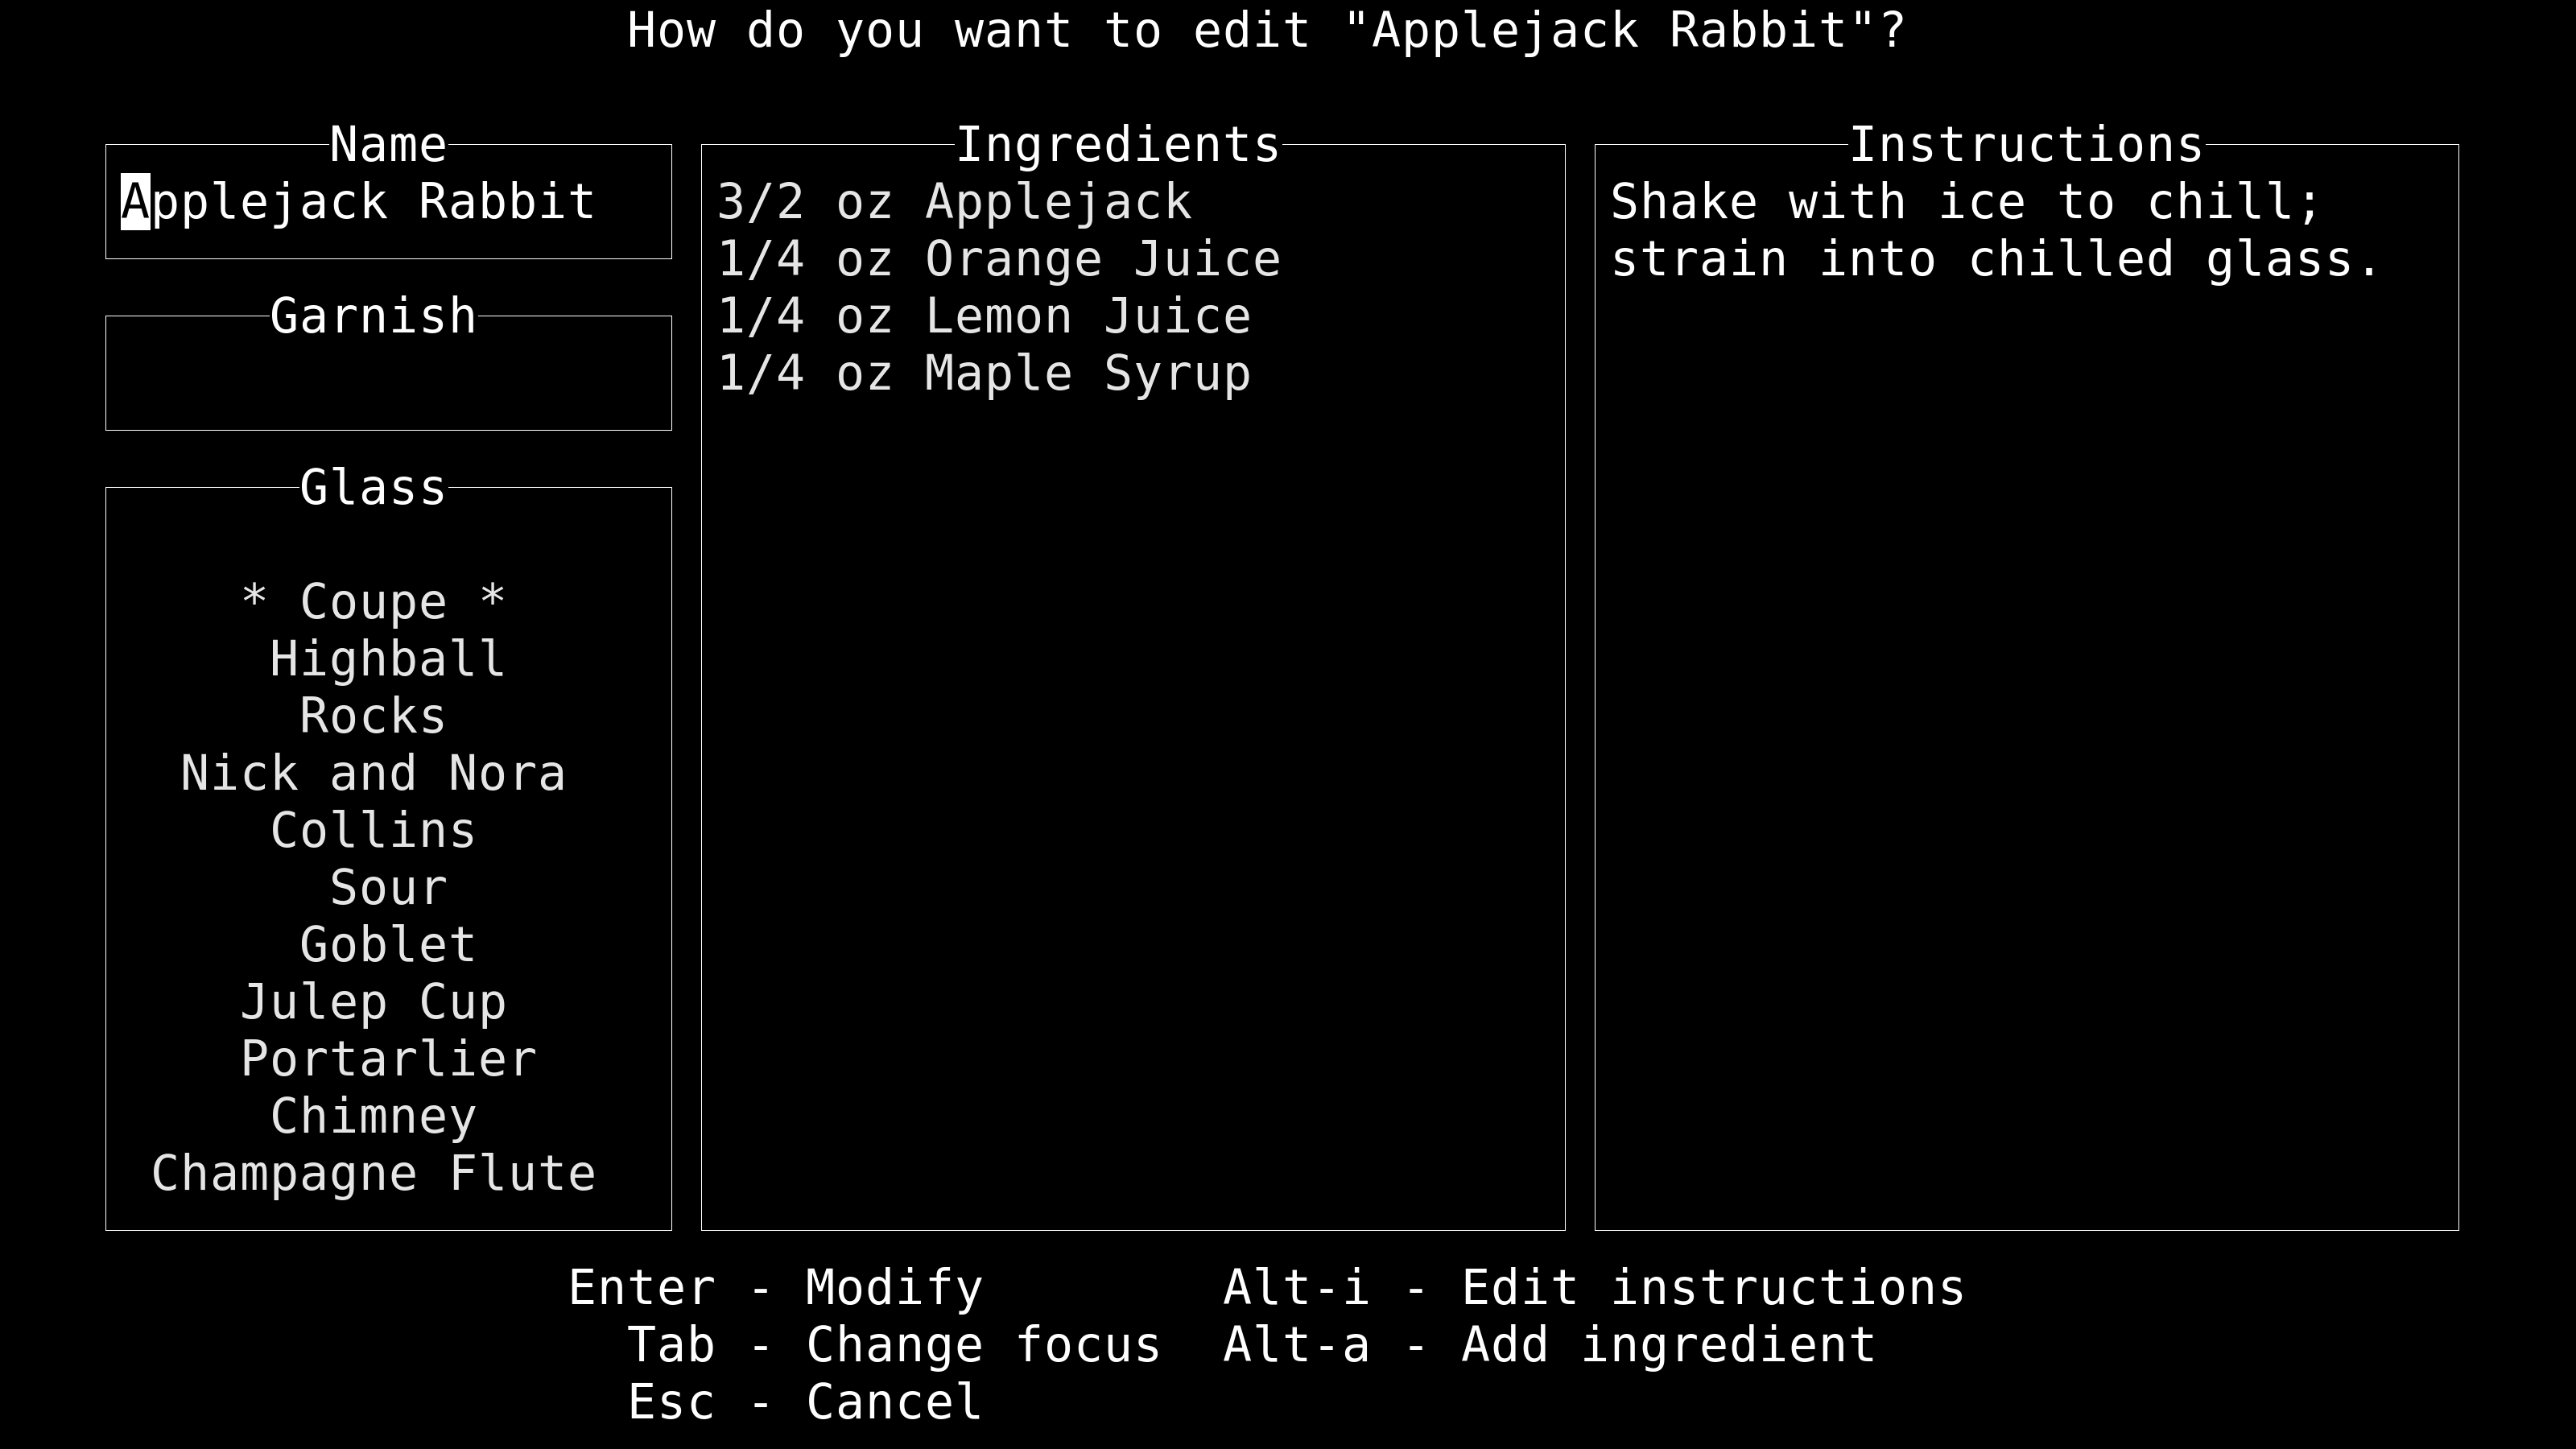 How do you want to edit "Applejack Rabbit"?
Name
Applejack Rabbit
Garnish
Glass
* Coupe *
Highball
Rocks
Nick and Nora
Collins
Sour
Goblet
Julep Cup
Portarlier
Chimney
Champagne Flute
Ingredients
3/2 oz Applejack
1/4 oz Orange Juice
1/4 oz Lemon Juice
1/4 oz Maple Syrup
Instructions
Shake with ice to chill;
strain into chilled glass.
Enter - Modify
Tab - Change focus
Esc - Cancel
Alt-i - Edit instructions
Alt-a - Add ingredient